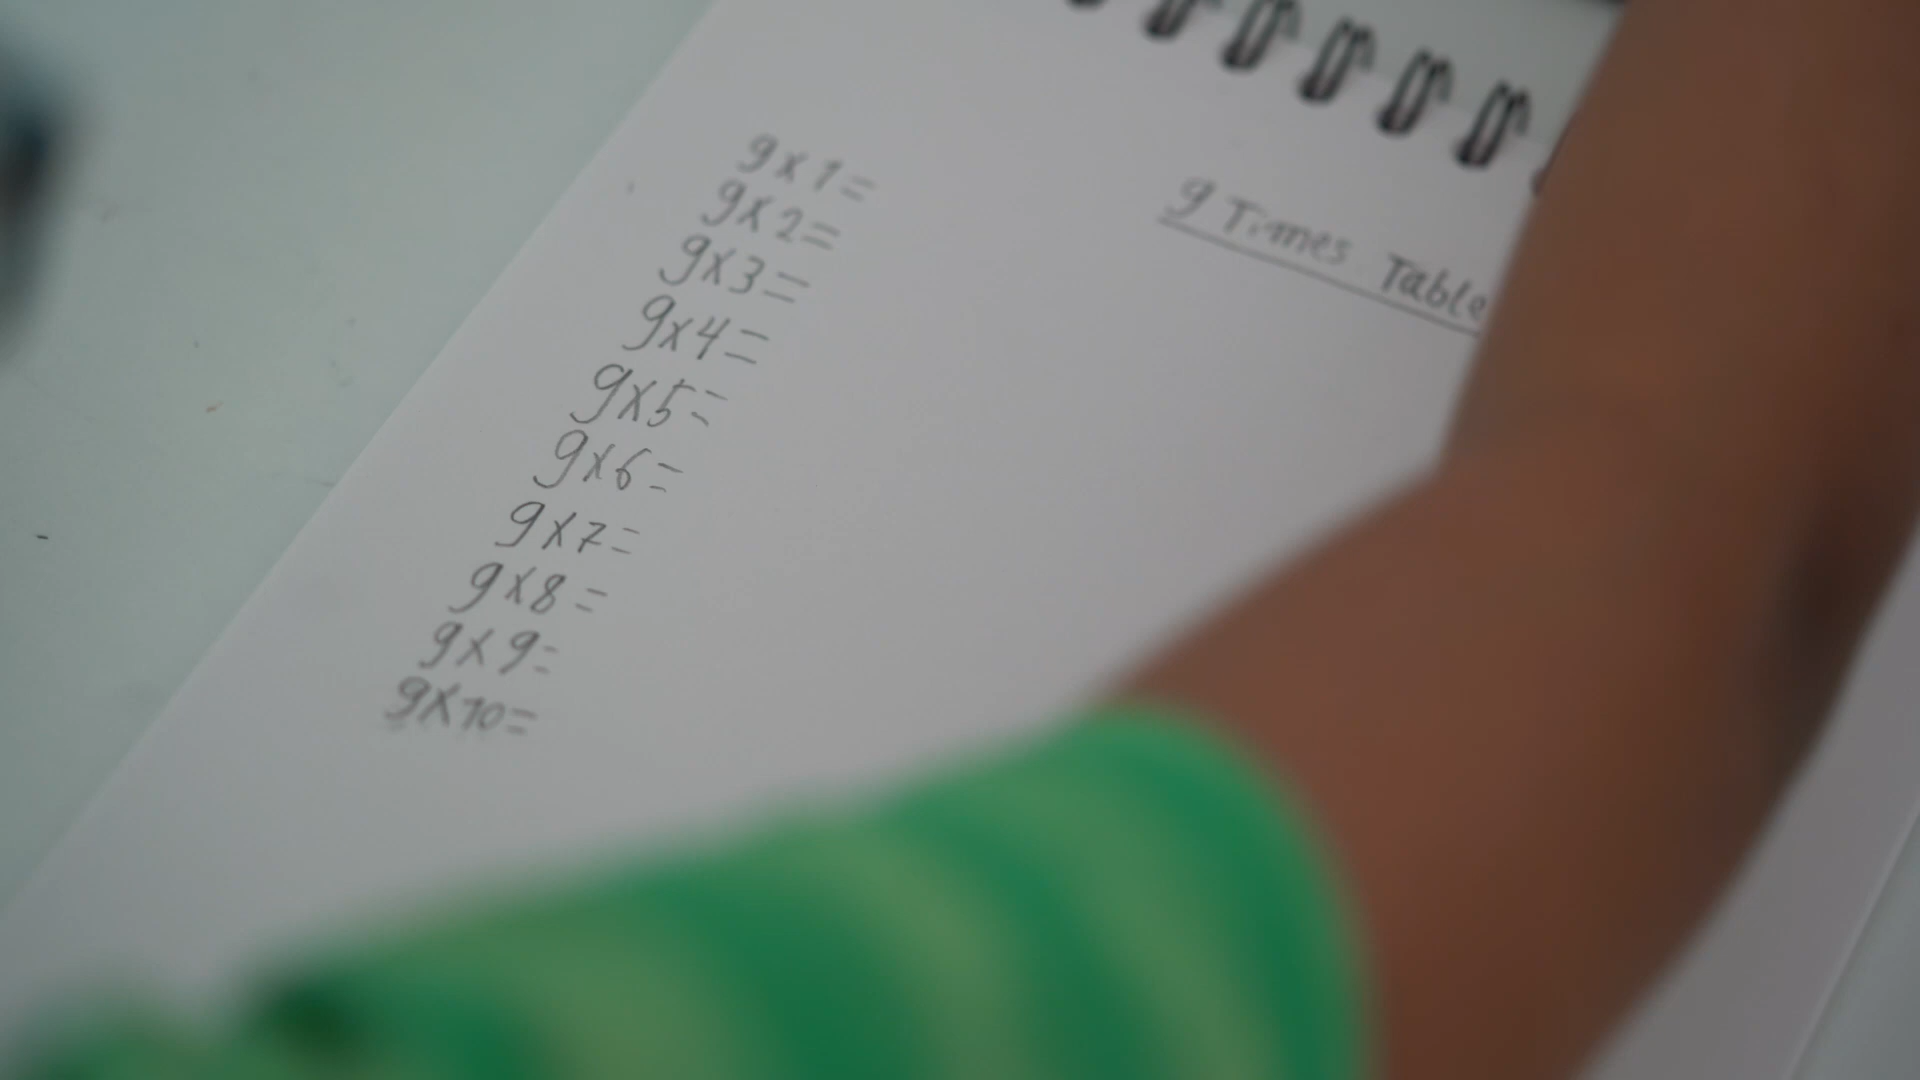 9 Times Table
9x1=
9x2=
9x3=
9x4=
9x5=
9x6=
9x7=
9x8=
9x9=
9x10=